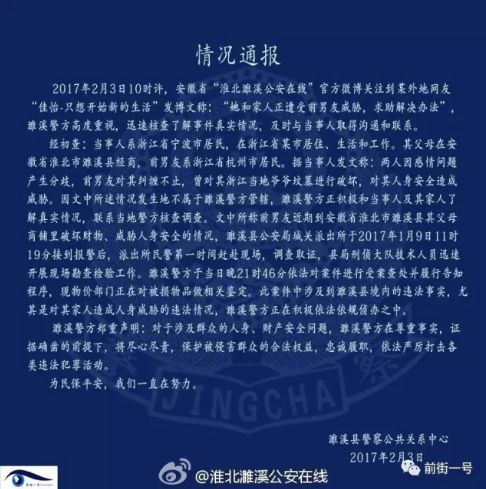 情况通报
2017年2月3日10时许，安徽省“淮北濉溪公安在线”官方微博关注到某外地网友
“佳怡-只想开始新的生活”发博文称：“她和家人正遭受前男友威胁，求助解决办法”，
濉溪警方高度重视，迅速核查了解事件真实情况，及时与当事人取得沟通和联系。
经初查：当事人系浙江省宁波市居民，在浙江省某市居住、生活和工作。其父母在安
徽省淮北市濉溪县经商，前男友系浙江省杭州市居民。据当事人发文称：两人因感情问题
产生分歧，前男友对其纠缠不止，曾对其浙江当地爷爷坟墓进行破坏，对其人身安全造成
威胁。因文中所述情况发生地不属于濉溪警方管辖，濉溪警方正积极和当事人及其家人了
解真实情况，联系当地警方核查调查。文中所称前男友近期到安徽省淮北市濉溪县其父母
商铺里破坏财物、威胁人身安全的情况，濉溪县公安局城关派出所于2017年1月9日11时
19分接到报警后，派出所民警第一时间赶赴现场，调查取证，县局刑侦大队技术人员迅速
开展现场勘查检验工作。濉溪警方于当日晚21时46分依法对案件进行受案查处并履行告知
程序，现物价部门正在对被损物品做相关鉴定。此案件中涉及到濉溪县境内的违法事实，尤
其是对其家人造成人身威胁的违法情况，濉溪警方正在积极依法依规侦办之中。
濉溪警方郑重声明：对于涉及群众的人身、财产安全问题，濉溪警方在尊重事实，证
据确凿的前提下，将尽心尽责，保护被侵害群众的合法权益，忠诚履职，依法严厉打击各
类违法犯罪活动。
为民保平安，我们一直在努力。
JINGCHA
濉溪县警察公共关系中心
2017年2月3日
@淮北濉溪公安在线
前街一号